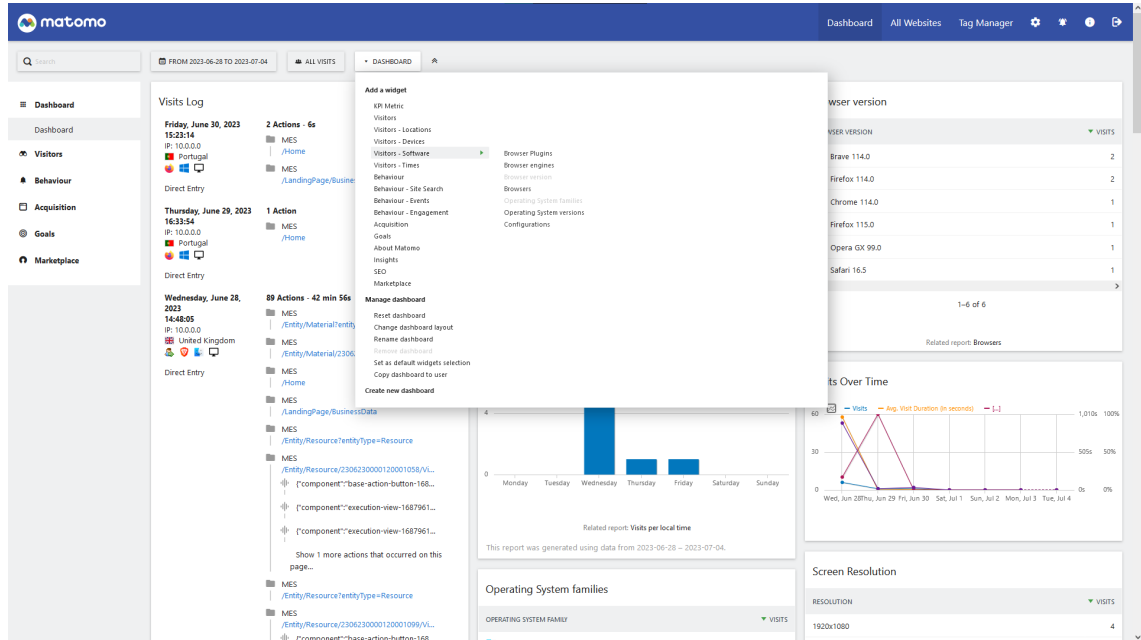 matomo
Dashboard All Websites Tag Manager
Search
FROM 2023-06-28 TO 2023-07-04
ALL VISITS
DASHBOARD
Dashboard
Dashboard
Visitors
Behaviour
Acquisition
Goals
Marketplace
Visits Log
Friday, June 30, 2023
15:23:14
IP: 10.0.0.0
Portugal
Direct Entry
2 Actions - 6s
MES
/Home
MES
/LandingPage/Busine
Thursday, June 29, 2023
16:33:54
IP: 10.0.0.0
Portugal
Direct Entry
1 Action
MES
/Home
Wednesday, June 28,
2023
14:48:05
IP: 10.0.0.0
United Kingdom
Direct Entry
89 Actions - 42 min 56s
MES
/Entity/Material?entity
MES
/Entity/Material/2306
MES
/Home
MES
/LandingPage/BusinessData
MES
/Entity/Resource?entityType=Resource
MES
/Entity/Resource/2306230000120001058/Vi...
{"component":"base-action-button-168...
{"component":"execution-view-1687961...
{"component":"execution-view-1687961...
Show 1 more actions that occurred on this
page...
MES
/Entity/Resource?entityType=Resource
MES
/Entity/Resource/2306230000120001099/Vi...
{"component":"base-action-button-168
Add a widget
KPI Metric
Visitors
Visitors - Locations
Visitors - Devices
Visitors - Software
Visitors - Times
Behaviour
Behaviour - Site Search
Behaviour - Events
Behaviour - Engagement
Acquisition
Goals
About Matomo
Insights
SEO
Marketplace
Manage dashboard
Reset dashboard
Change dashboard layout
Rename dashboard
Remove dashboard
Set as default widgets selection
Copy dashboard to user
Create new dashboard
Browser Plugins
Browser engines
Browser version
Browsers
Operating System families
Operating System versions
Configurations
4
0
Monday Tuesday Wednesday Thursday Friday Saturday Sunday
Related report: Visits per local time
This report was generated using data from 2023-06-28 – 2023-07-04.
Operating System families
OPERATING SYSTEM FAMILY VISITS
wser version
WSER VERSION VISITS
Brave 114.0 2
Firefox 114.0 2
Chrome 114.0 1
Firefox 115.0 1
Opera GX 99.0 1
Safari 16.5 1
1–6 of 6
Related report: Browsers
its Over Time
Visits Avg. Visit Duration (in seconds) [...]
60 1,010s 100%
30 505s 50%
0 0s 0%
Wed, Jun 28 Thu, Jun 29 Fri, Jun 30 Sat, Jul 1 Sun, Jul 2 Mon, Jul 3 Tue, Jul 4
Screen Resolution
RESOLUTION VISITS
1920x1080 4